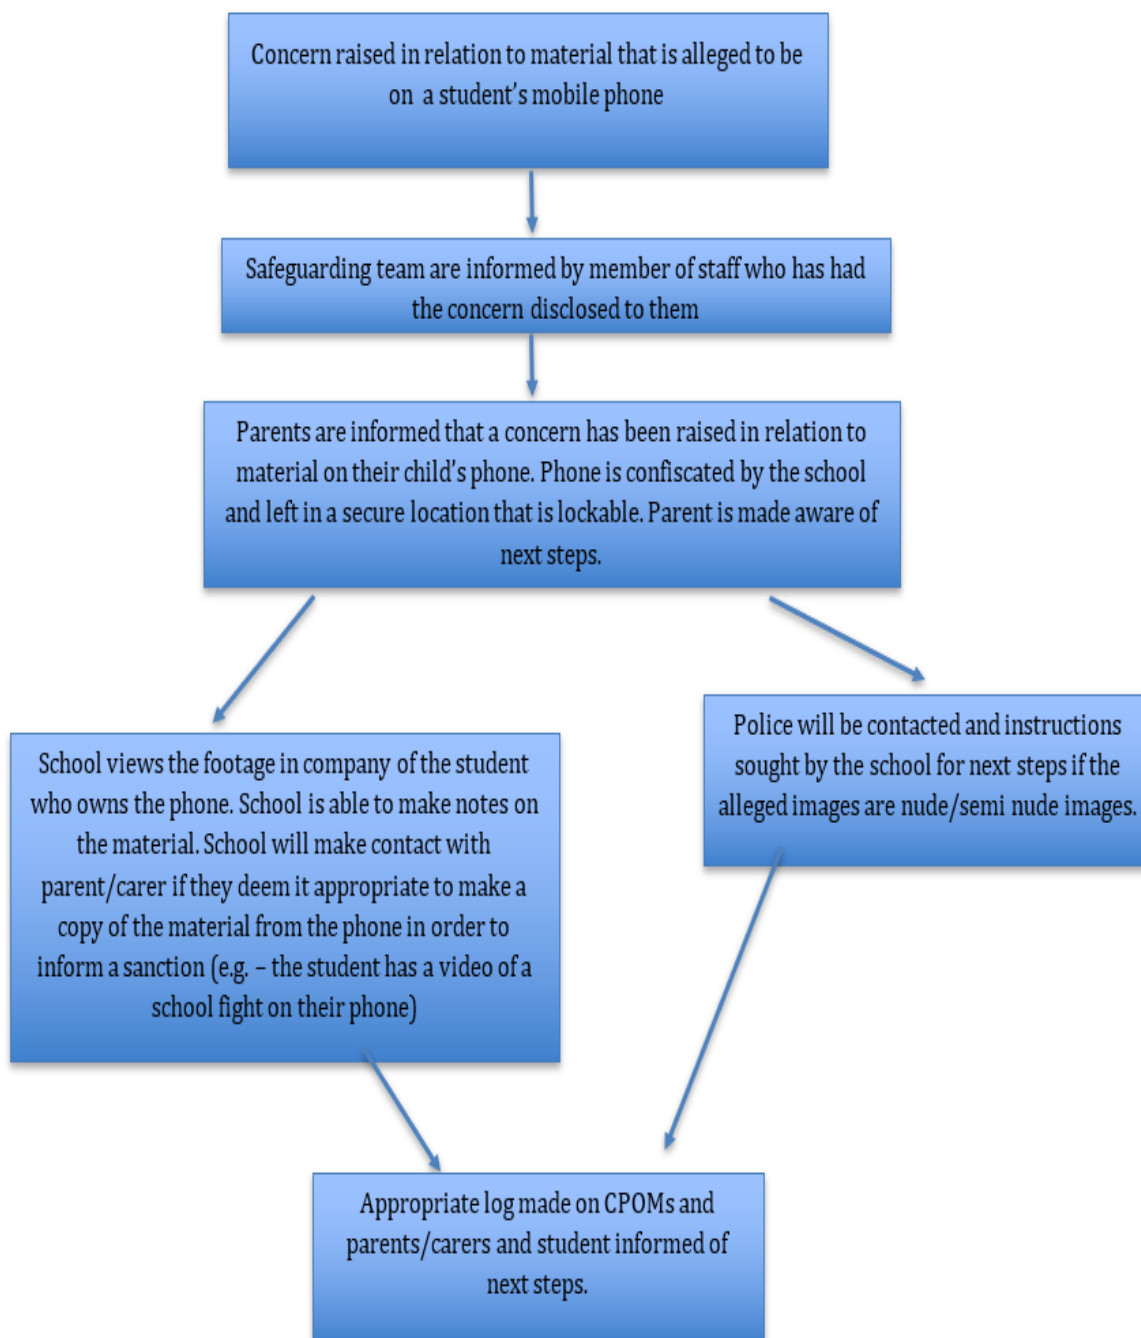 Concern raised in relation to material that is alleged to be
on a student’s mobile phone
Safeguarding team are informed by member of staff who has had
the concern disclosed to them
Parents are informed that a concern has been raised in relation to
material on their child’s phone. Phone is confiscated by the school
and left in a secure location that is lockable. Parent is made aware of
next steps.
School views the footage in company of the student
who owns the phone. School is able to make notes on
the material. School will make contact with
parent/carer if they deem it appropriate to make a
copy of the material from the phone in order to
inform a sanction (e.g. – the student has a video of a
school fight on their phone)
Police will be contacted and instructions
sought by the school for next steps if the
alleged images are nude/semi nude images.
Appropriate log made on CPOMs and
parents/carers and student informed of
next steps.